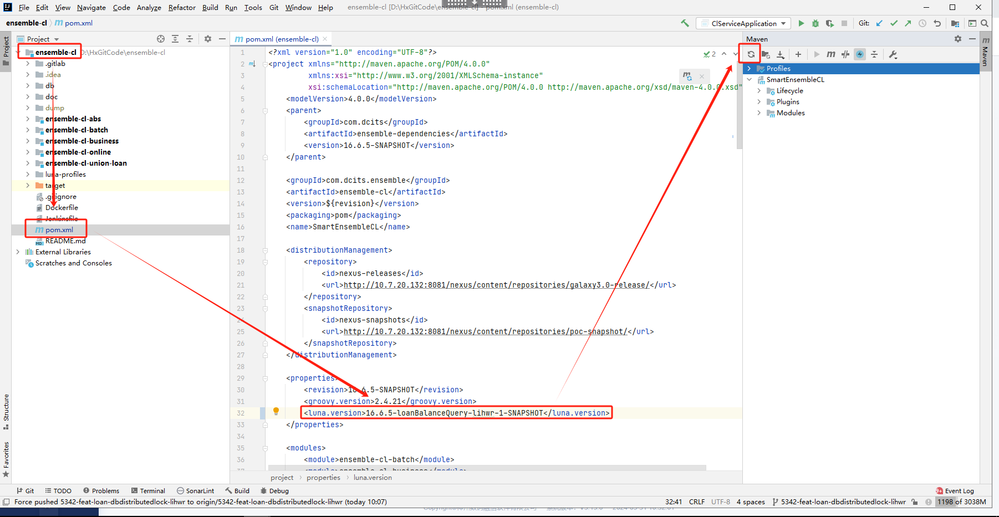 File Edit View Navigate Code Analyze Refactor Build Run Tools Git Window Help ensemble-cl [D:\HxGitCode\ensemble-cl] - pom.xml (ensemble-cl)
ensemble-cl pom.xml
ClServiceApplication
Git:
Project
Project
ensemble-cl D:\HxGitCode\ensemble-cl
.gitlab
.idea
db
doc
dump
ensemble-cl-abs
ensemble-cl-batch
ensemble-cl-business
ensemble-cl-online
ensemble-cl-union-loan
luna-profiles
target
.gitignore
Dockerfile
Jenkinsfile
pom.xml
README.md
External Libraries
Scratches and Consoles
Structure
Favorites
pom.xml (ensemble-cl)
2
1 <?xml version="1.0" encoding="UTF-8"?>
2 <project xmlns="http://maven.apache.org/POM/4.0.0"
3 xmlns:xsi="http://www.w3.org/2001/XMLSchema-instance"
4 xsi:schemaLocation="http://maven.apache.org/POM/4.0.0 http://maven.apache.org/xsd/maven-4.0.0.xsd"
5 <modelVersion>4.0.0</modelVersion>
6 <parent>
7 <groupId>com.dcits</groupId>
8 <artifactId>ensemble-dependencies</artifactId>
9 <version>16.6.5-SNAPSHOT</version>
10 </parent>
11
12 <groupId>com.dcits.ensemble</groupId>
13 <artifactId>ensemble-cl</artifactId>
14 <version>${revision}</version>
15 <packaging>pom</packaging>
16 <name>SmartEnsembleCL</name>
17
18 <distributionManagement>
19 <repository>
20 <id>nexus-releases</id>
21 <url>http://10.7.20.132:8081/nexus/content/repositories/galaxy3.0-release/</url>
22 </repository>
23 <snapshotRepository>
24 <id>nexus-snapshots</id>
25 <url>http://10.7.20.132:8081/nexus/content/repositories/poc-snapshot/</url>
26 </snapshotRepository>
27 </distributionManagement>
28
29 <properties>
30 <revision>16.6.5-SNAPSHOT</revision>
31 <groovy.version>2.4.21</groovy.version>
32 <luna.version>16.6.5-loanBalanceQuery-lihwr-1-SNAPSHOT</luna.version>
33 </properties>
34
35 <modules>
36 <module>ensemble-cl-batch</module>
37 <module>ensemble-cl-business</module>
project properties luna.version
Maven
Profiles
SmartEnsembleCL
Lifecycle
Plugins
Modules
Maven
Git TODO Problems Terminal SonarLint Build Debug 9+ Event Log
Force pushed 5342-feat-loan-dbdistributedlock-lihwr to origin/5342-feat-loan-dbdistributedlock-lihwr (today 10:07) 32:41 CRLF UTF-8 4 spaces 5342-feat-loan-dbdistributedlock-lihwr 1198 of 3038M